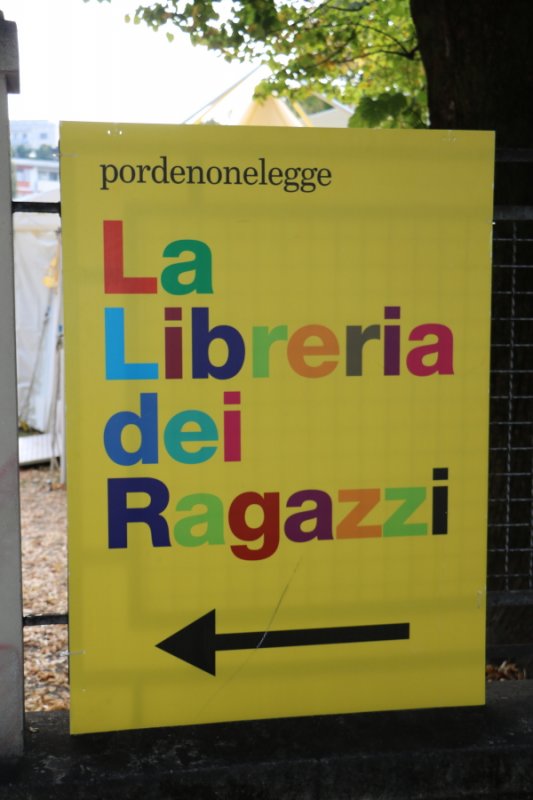 pordenonelegge
La
Libreria
dei
Ragazzi